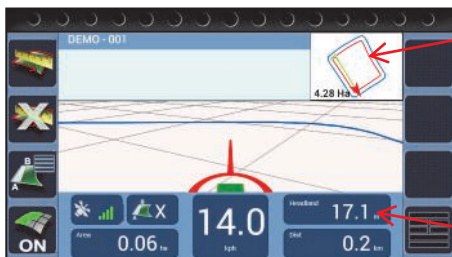 DEMO - 001
4.28 Ha
B
A
X
Headland
14.0
17.1 m
Area
Dist
ON
0.06 ha
kph
0.2 km